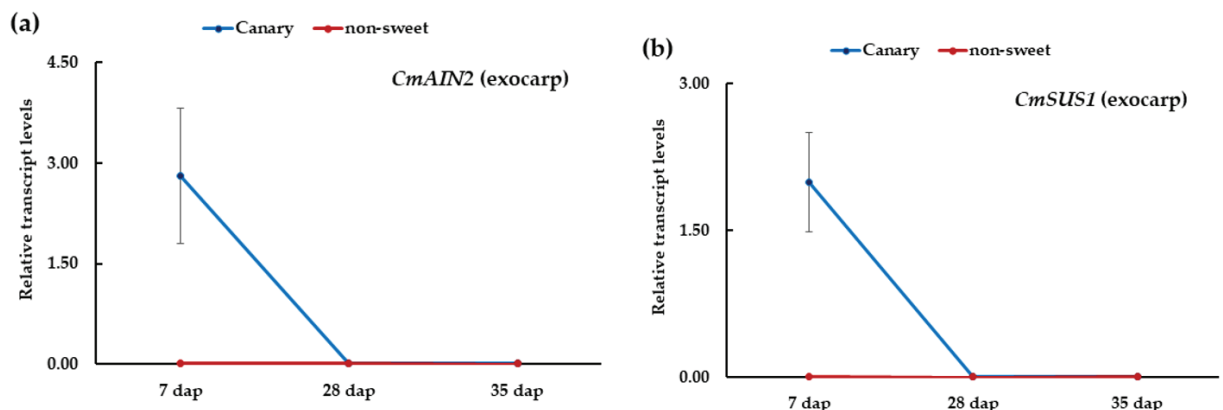 (a)
Canary non-sweet
4.50
CmAIN2 (exocarp)
3.00
1.50
0.00
Relative transcript levels
7 dap 28 dap 35 dap
(b)
Canary non-sweet
3.00
CmSUS1 (exocarp)
1.50
0.00
Relative transcript levels
7 dap 28 dap 35 dap